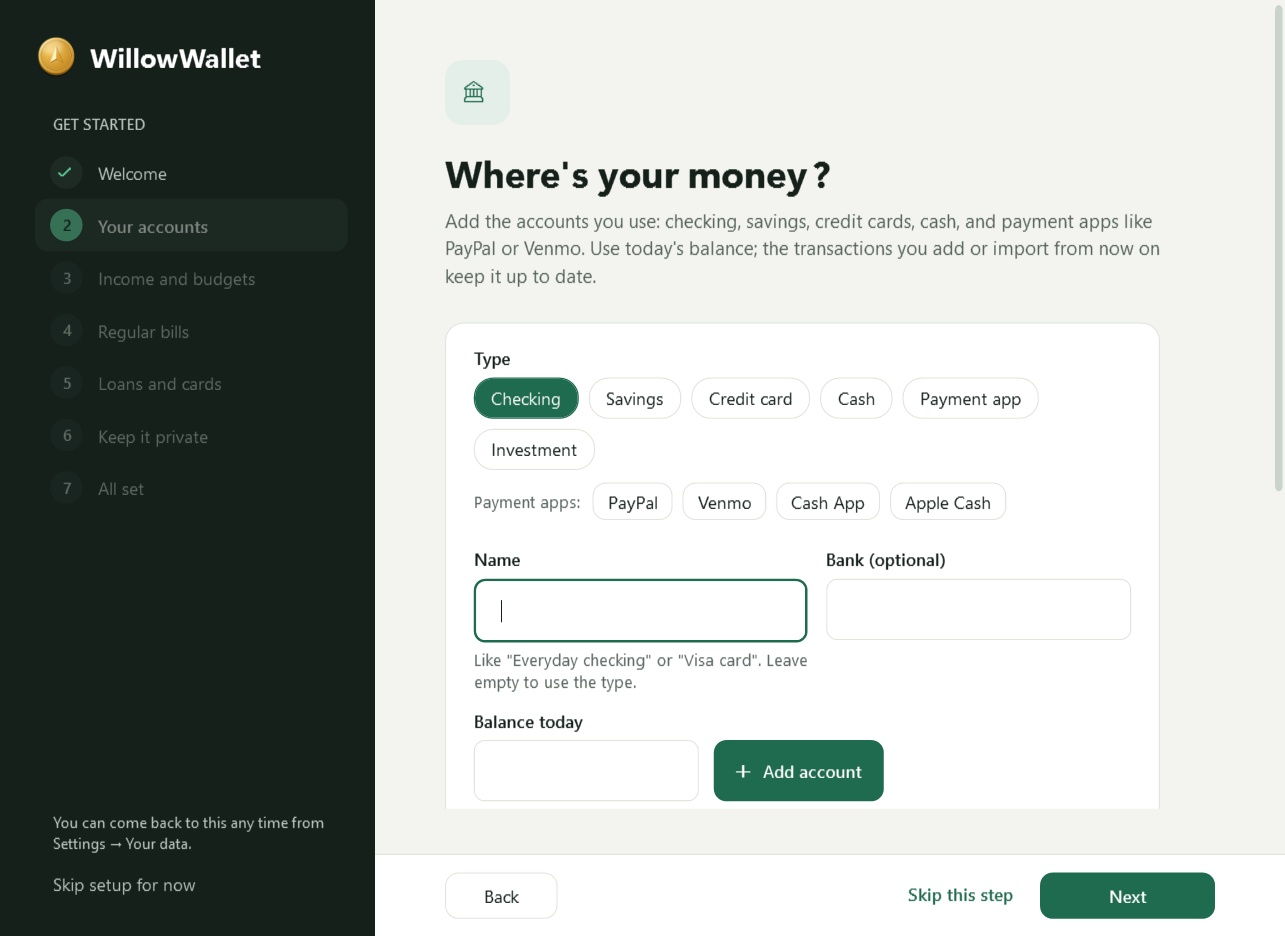 WillowWallet
GET STARTED
Welcome
2 Your accounts
3 Income and budgets
4 Regular bills
5 Loans and cards
6 Keep it private
7 All set
You can come back to this any time from
Settings → Your data.
Skip setup for now
Where's your money?
Add the accounts you use: checking, savings, credit cards, cash, and payment apps like
PayPal or Venmo. Use today's balance; the transactions you add or import from now on
keep it up to date.
Type
Checking Savings Credit card Cash Payment app
Investment
Payment apps: PayPal Venmo Cash App Apple Cash
Name Bank (optional)
Like "Everyday checking" or "Visa card". Leave
empty to use the type.
Balance today
+ Add account
Back Skip this step Next